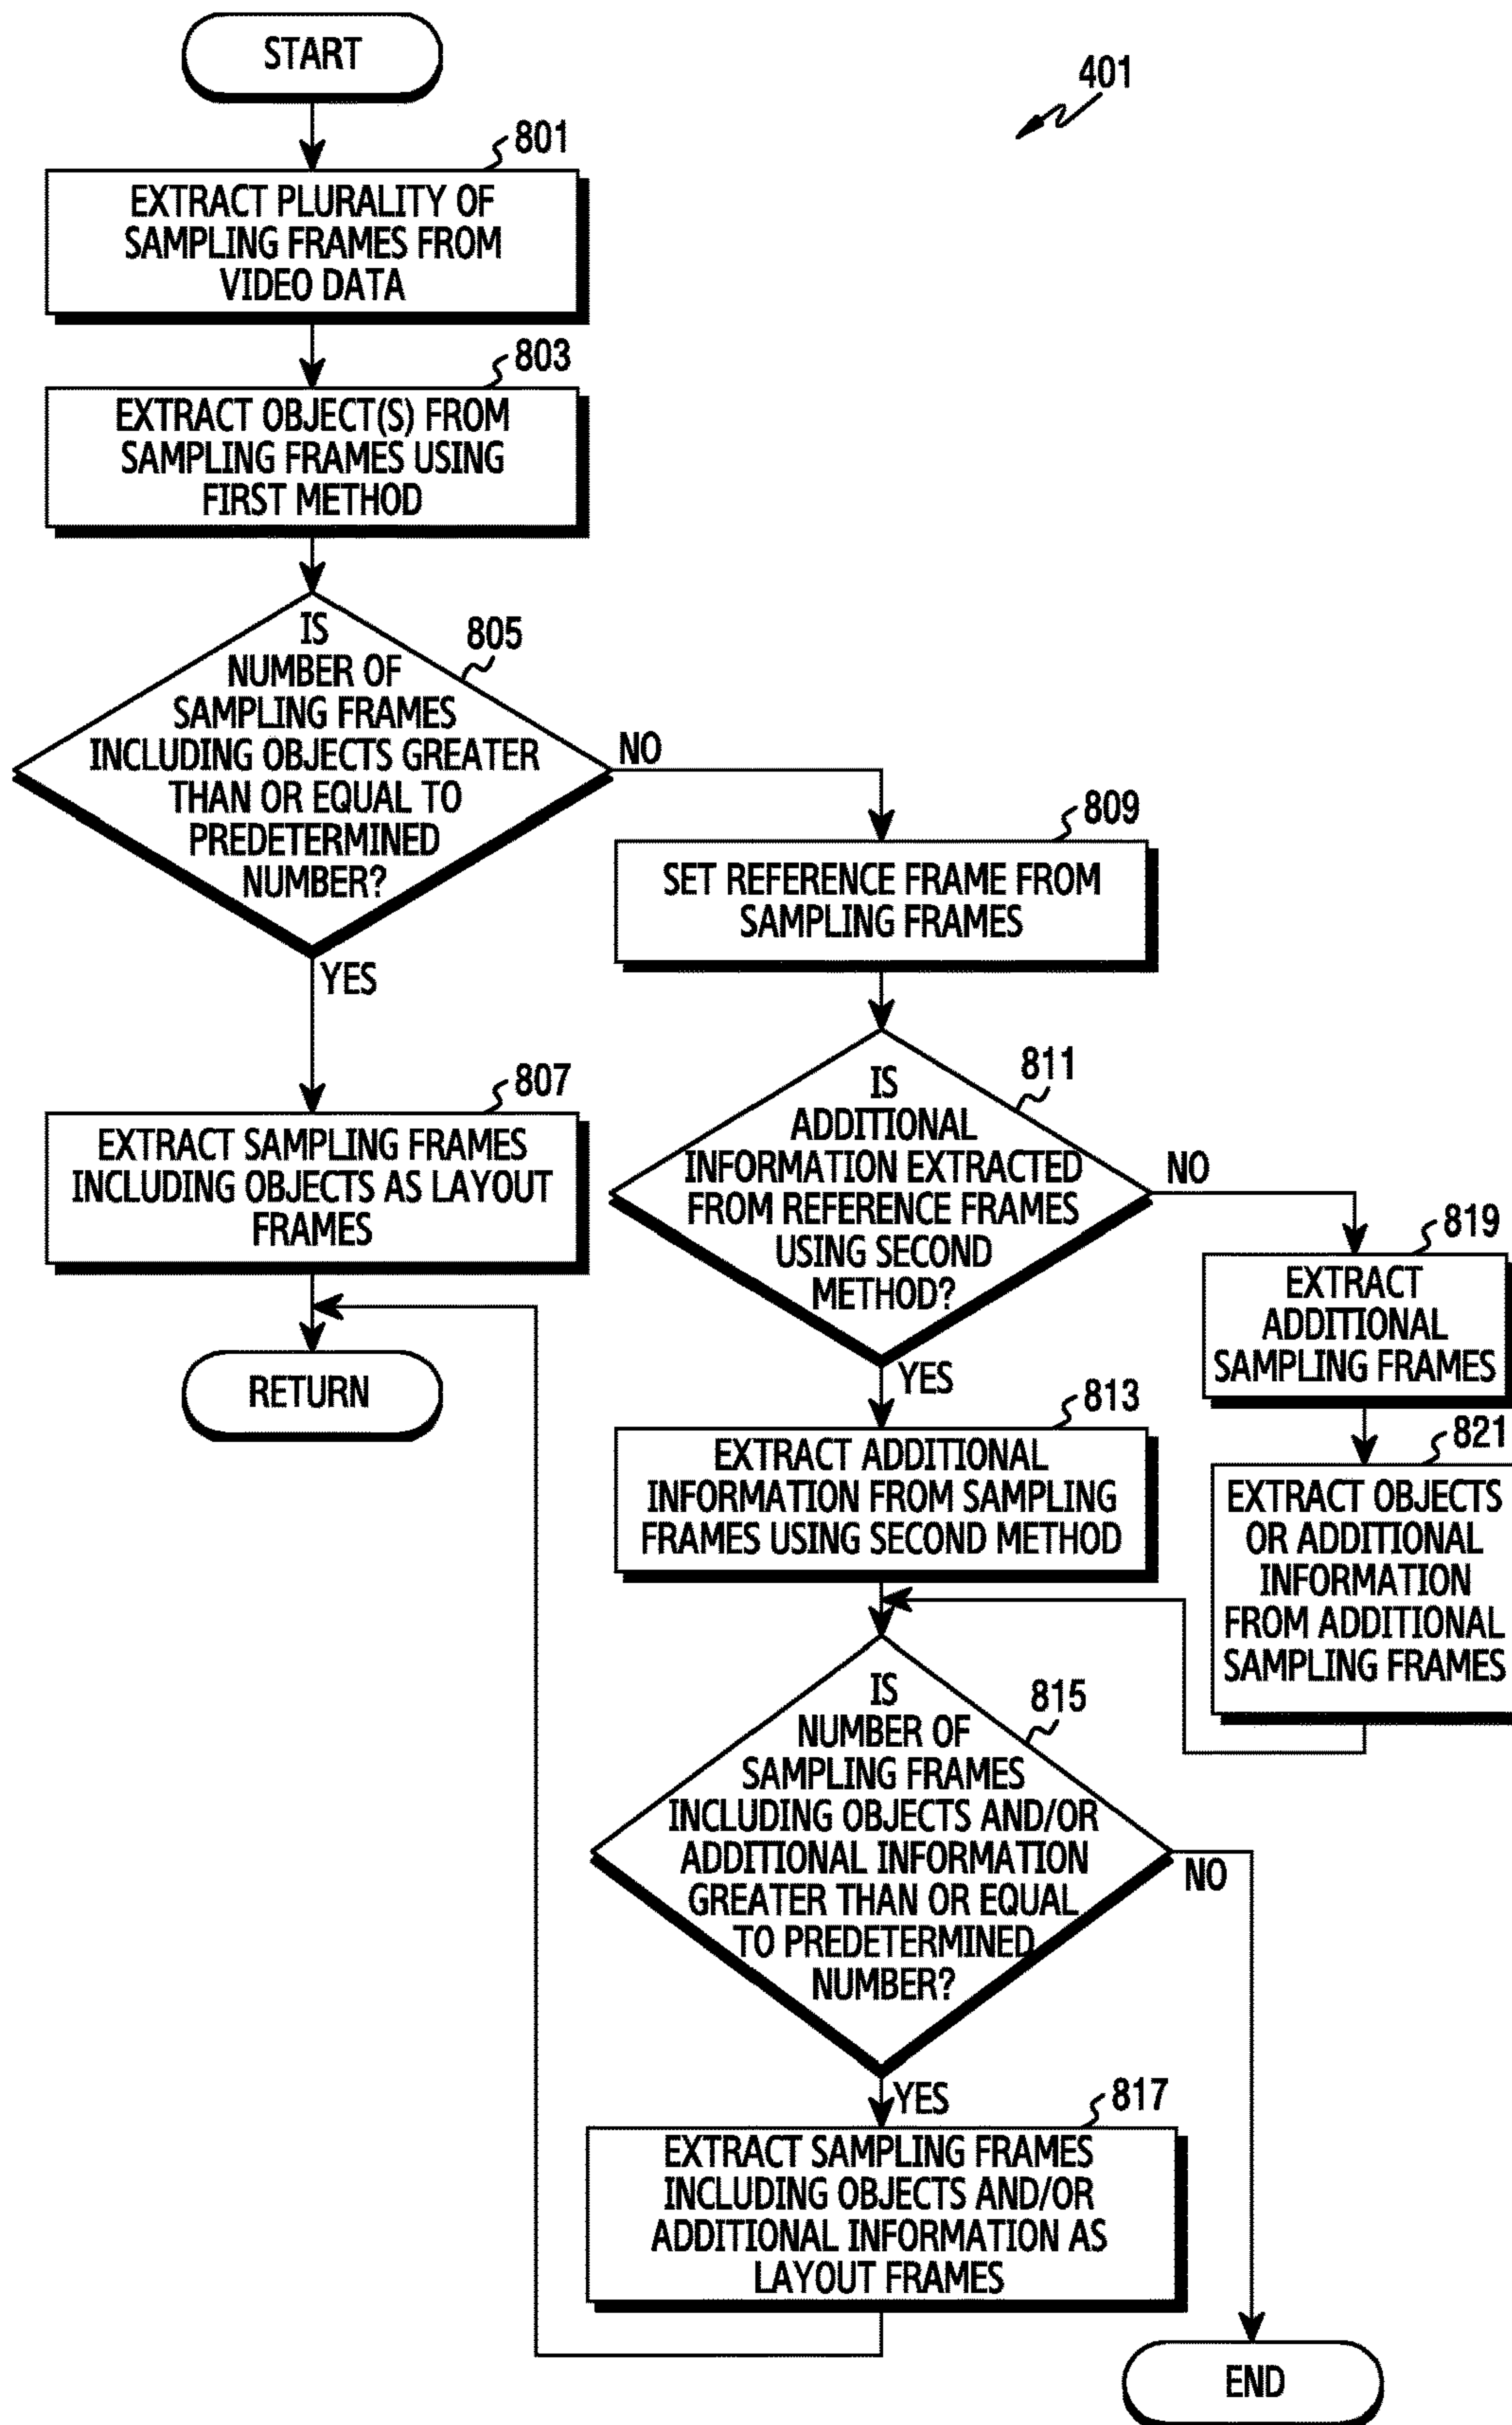 START
401
801
EXTRACT PLURALITY OF
SAMPLING FRAMES FROM
VIDEO DATA
803
EXTRACT OBJECT(S) FROM
SAMPLING FRAMES USING
FIRST METHOD
805
IS
NUMBER OF
SAMPLING FRAMES
INCLUDING OBJECTS GREATER
THAN OR EQUAL TO
PREDETERMINED
NUMBER?
NO
YES
807
EXTRACT SAMPLING FRAMES
INCLUDING OBJECTS AS LAYOUT
FRAMES
RETURN
809
SET REFERENCE FRAME FROM
SAMPLING FRAMES
811
IS
ADDITIONAL
INFORMATION EXTRACTED
FROM REFERENCE FRAMES
USING SECOND
METHOD?
NO
YES
819
EXTRACT
ADDITIONAL
SAMPLING FRAMES
821
EXTRACT OBJECTS
OR ADDITIONAL
INFORMATION
FROM ADDITIONAL
SAMPLING FRAMES
813
EXTRACT ADDITIONAL
INFORMATION FROM SAMPLING
FRAMES USING SECOND METHOD
815
IS
NUMBER OF
SAMPLING FRAMES
INCLUDING OBJECTS AND/OR
ADDITIONAL INFORMATION
GREATER THAN OR EQUAL
TO PREDETERMINED
NUMBER?
NO
YES
817
EXTRACT SAMPLING FRAMES
INCLUDING OBJECTS AND/OR
ADDITIONAL INFORMATION AS
LAYOUT FRAMES
END